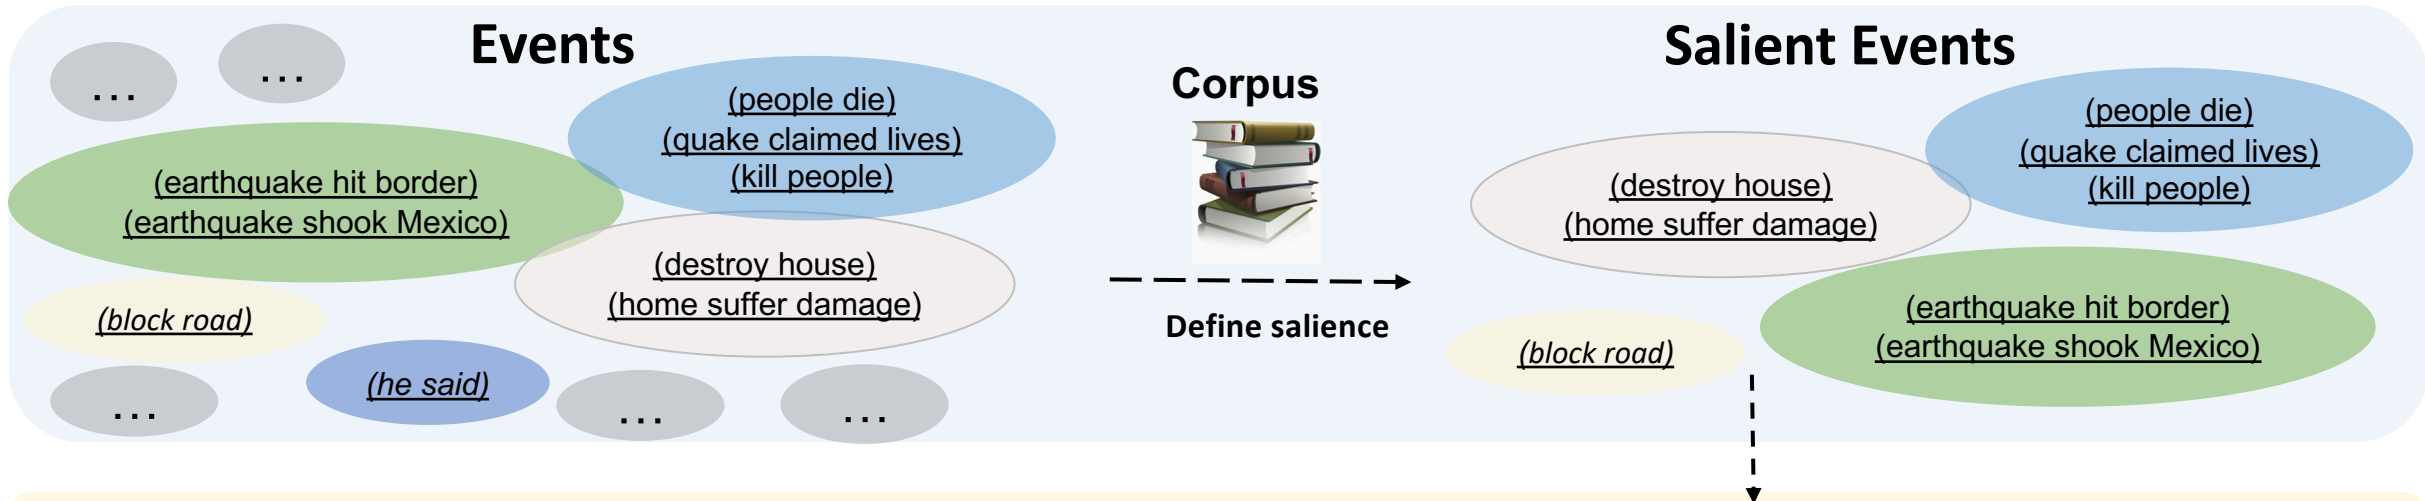 Events
...
...
(people die)
(quake claimed lives)
(kill people)
(earthquake hit border)
(earthquake shook Mexico)
(destroy house)
(home suffer damage)
(block road)
(he said)
...
...
...
Corpus
Define salience
Salient Events
(people die)
(quake claimed lives)
(kill people)
(destroy house)
(home suffer damage)
(earthquake hit border)
(earthquake shook Mexico)
(block road)